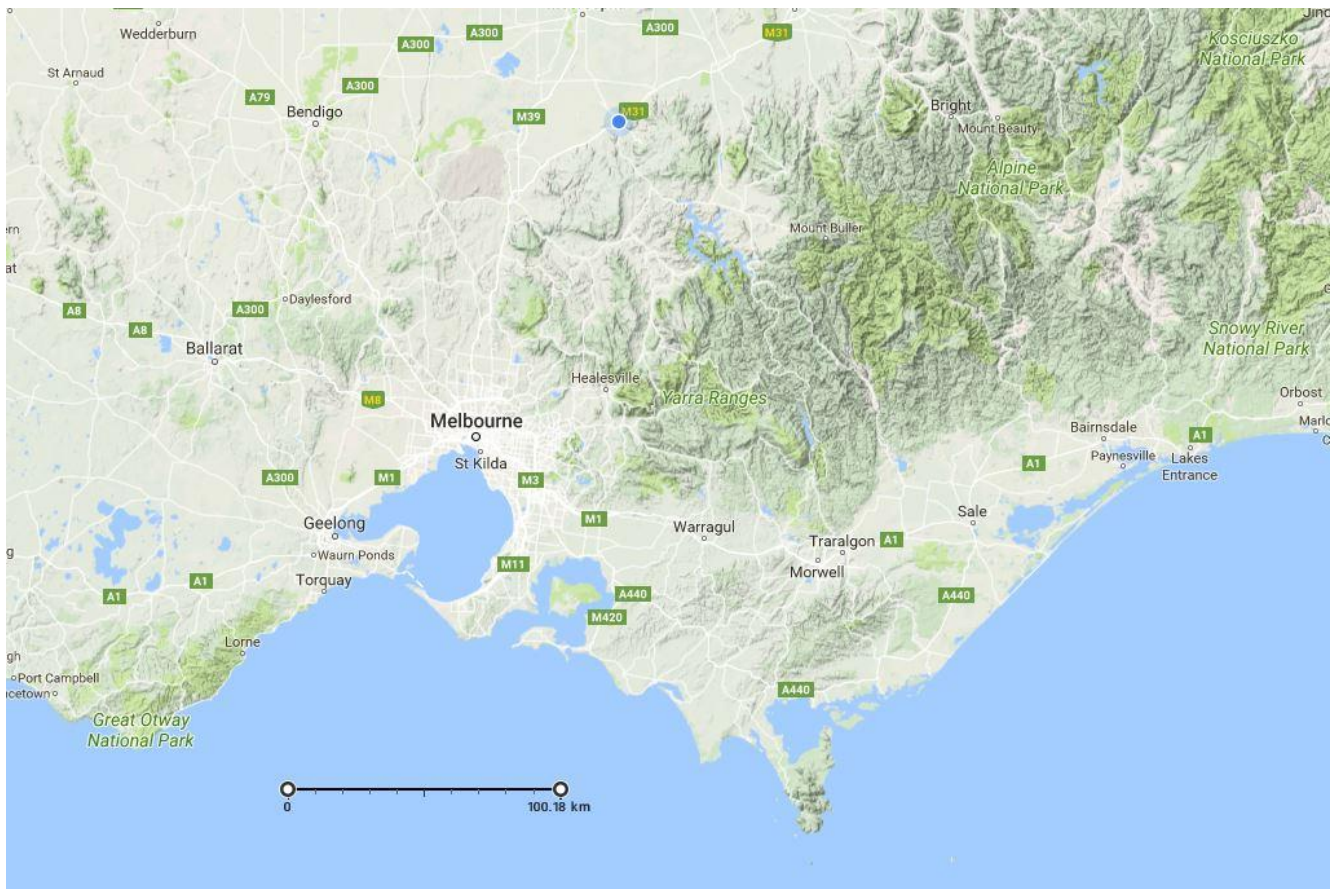 Wedderburn
A300
A300
A300
M31
Kosciuszko
National Park
St Arnaud
A79
A300
Bendigo
M39
M31
Bright
Mount Beauty
Alpine
National Park
Mount Buller
A8
A8
A300
Daylesford
Ballarat
Snowy River
National Park
Healesville
M8
Yarra Ranges
Orbost
Melbourne
St Kilda
Bairnsdale
A1
Paynesville
Lakes
Entrance
A1
A300
M1
M3
Geelong
M1
Warragul
Sale
Traralgon
A1
Waurn Ponds
M11
Morwell
Torquay
A1
A1
A440
A440
M420
Lorne
Port Campbell
A440
Great Otway
National Park
0
100.18 km